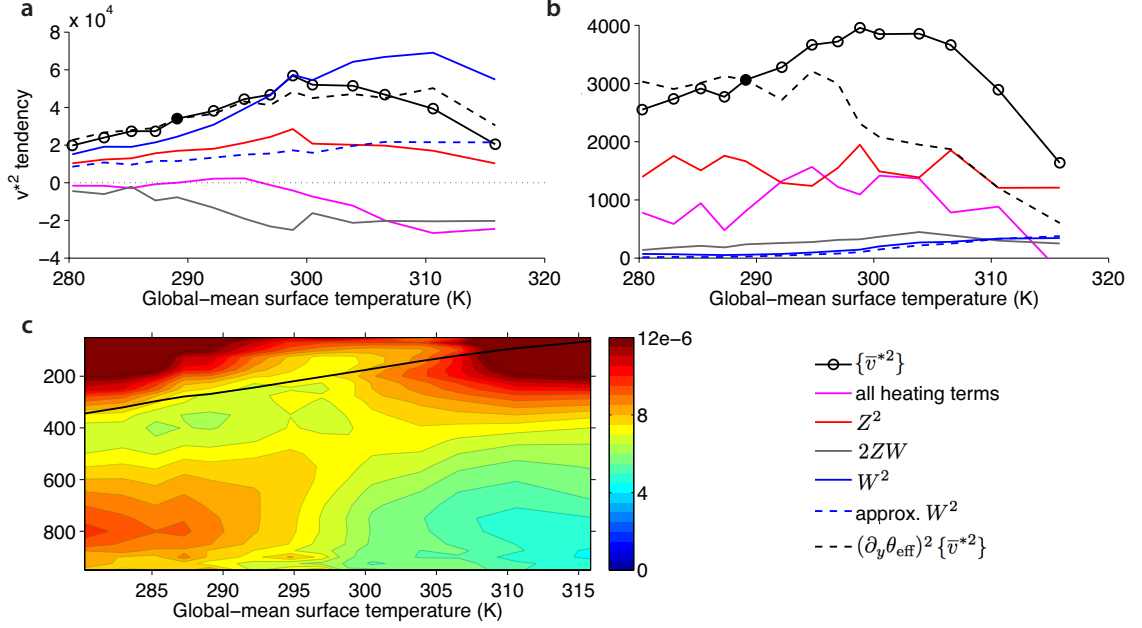 a
x 10⁴
8
6
4
2
0
−2
−4
v*² tendency
280
290
300
310
320
Global−mean surface temperature (K)
b
4000
3000
2000
1000
0
280
290
300
310
320
Global−mean surface temperature (K)
c
200
400
600
800
285
290
295
300
305
310
315
Global−mean surface temperature (K)
12e−6
8
4
0
{v̅*²}
all heating terms
Z²
2ZW
W²
approx. W²
(∂yθeff)² {v̅*²}